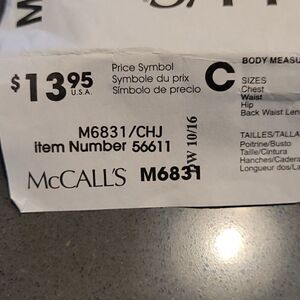 $13.95 U.S.A.
Price Symbol
Symbole du prix
Símbolo de precio
C
BODY MEASU
SIZES
Chest
Waist
Hip
Back Waist Len
M6831/CHJ
item Number 56611
W 10/16
TAILLES/TALLA
Poitrine/Busto
Taille/Cintura
Hanches/Cadera
Longueur dos/La
McCALL'S M6831